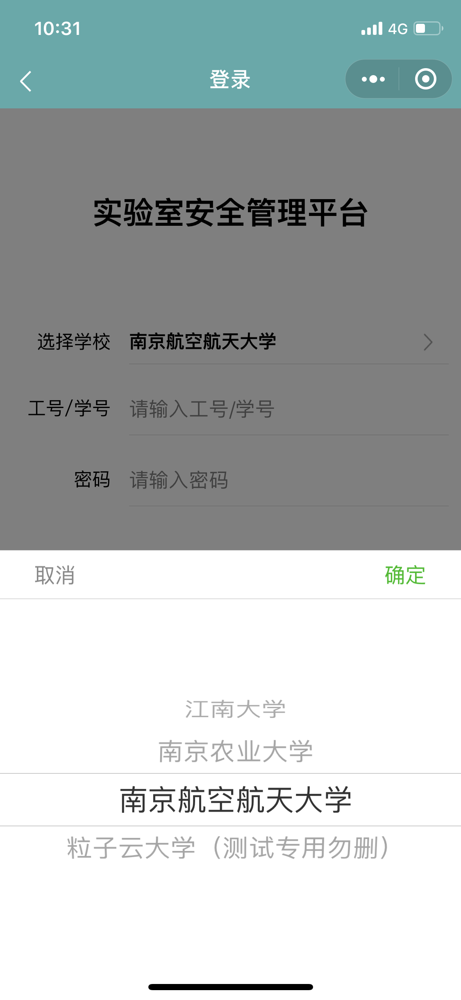 10:31
4G
登录
实验室安全管理平台
选择学校 南京航空航天大学
工号/学号 请输入工号/学号
密码 请输入密码
取消 确定
江南大学
南京农业大学
南京航空航天大学
粒子云大学（测试专用勿删）